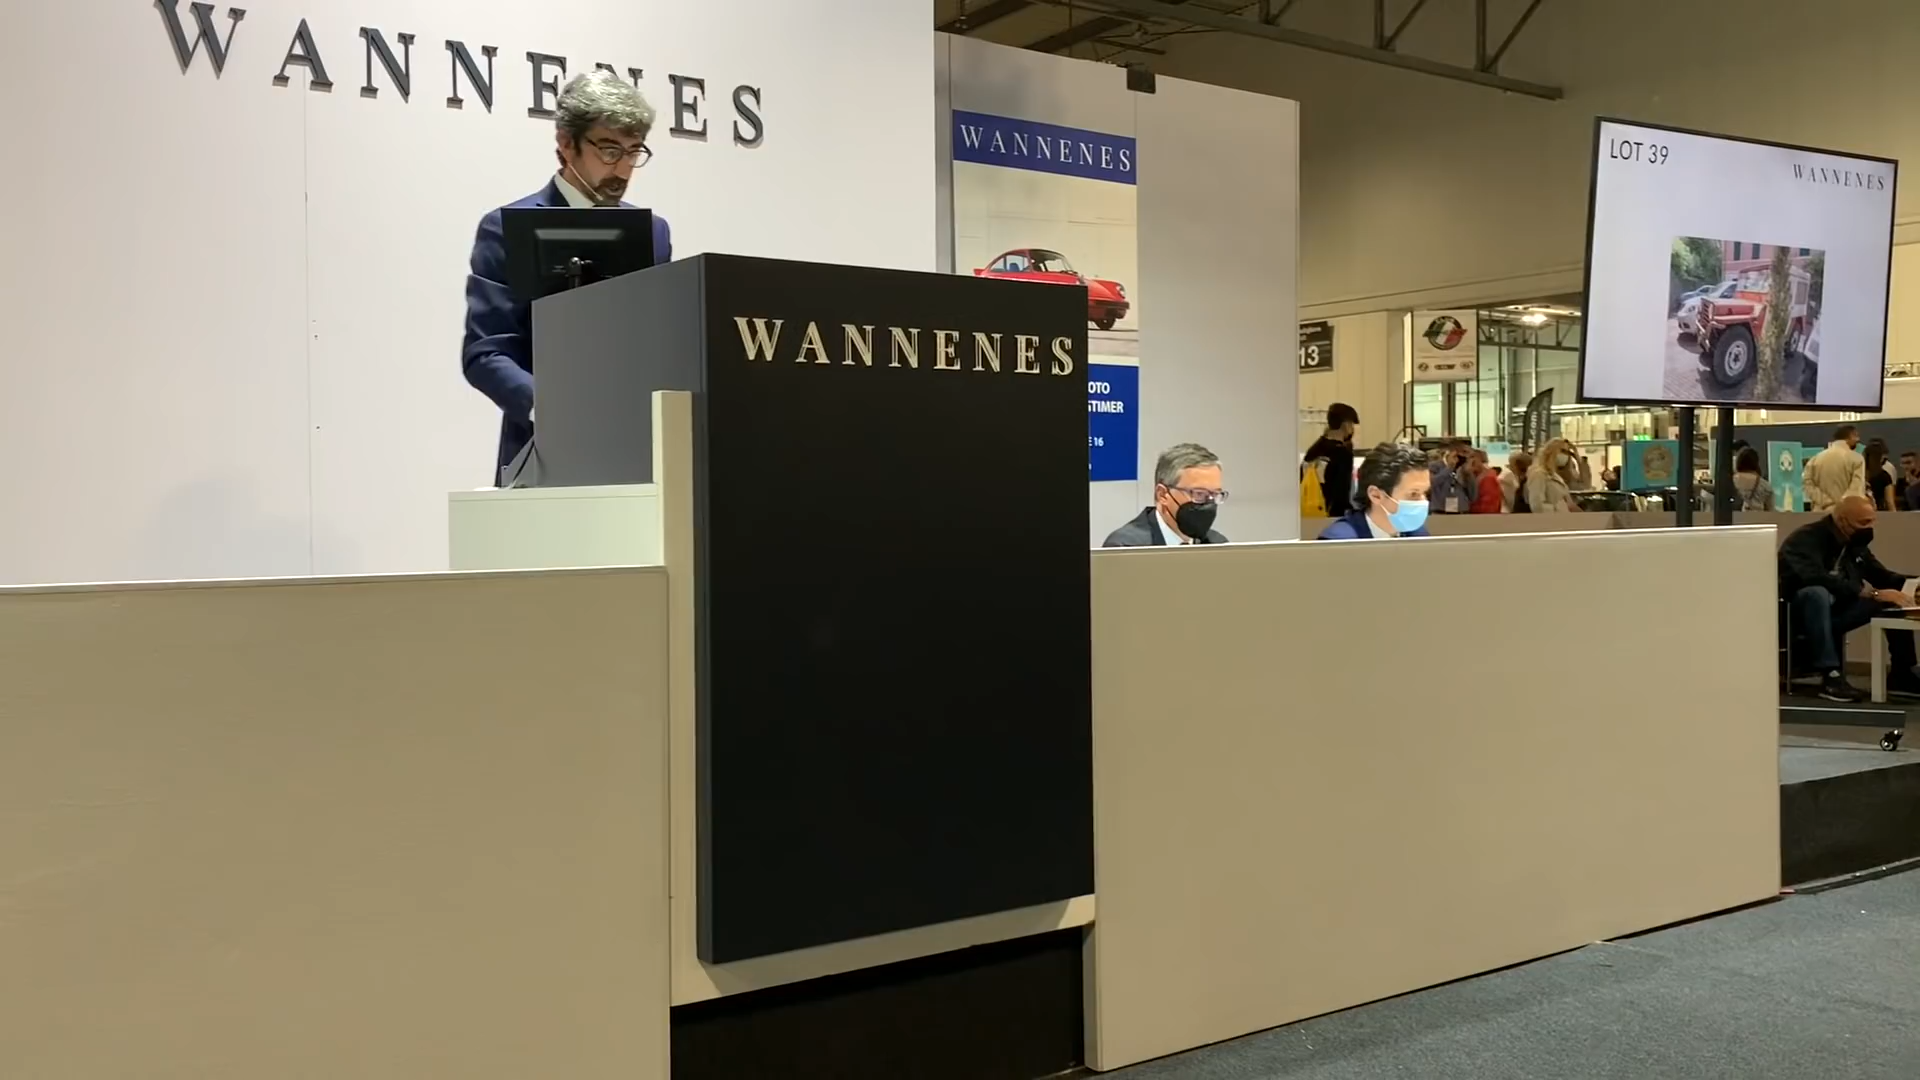 WANNENES
WANNENES
LOT 39
WANNENES
WANNENES
OTO
STIMER
E 16
13